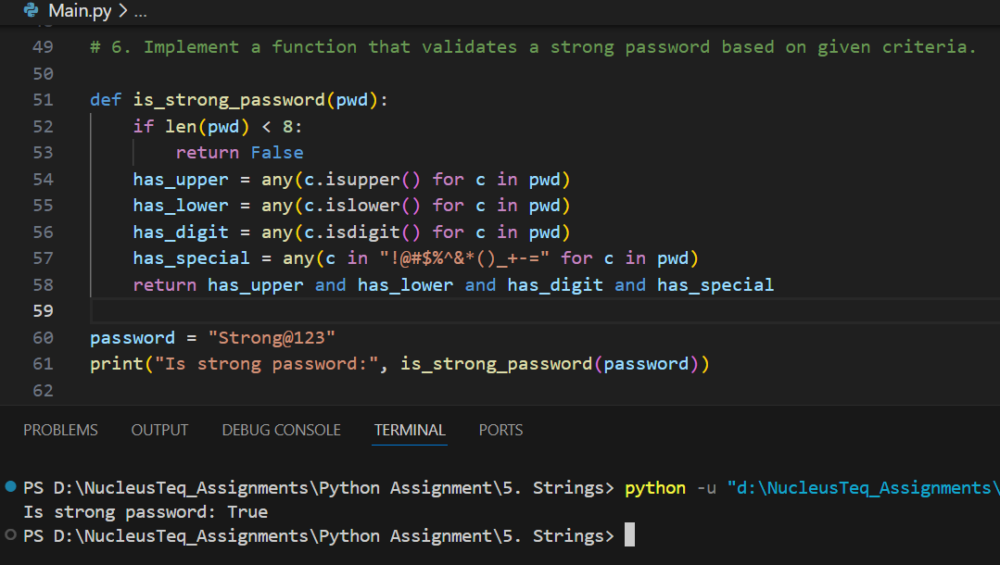 Main.py > ...
49 # 6. Implement a function that validates a strong password based on given criteria.
50
51 def is_strong_password(pwd):
52     if len(pwd) < 8:
53         return False
54     has_upper = any(c.isupper() for c in pwd)
55     has_lower = any(c.islower() for c in pwd)
56     has_digit = any(c.isdigit() for c in pwd)
57     has_special = any(c in "!@#$%^&*()_+-=" for c in pwd)
58     return has_upper and has_lower and has_digit and has_special
59
60 password = "Strong@123"
61 print("Is strong password:", is_strong_password(password))
62
PROBLEMS OUTPUT DEBUG CONSOLE TERMINAL PORTS
PS D:\NucleusTeq_Assignments\Python Assignment\5. Strings> python -u "d:\NucleusTeq_Assignments\
Is strong password: True
PS D:\NucleusTeq_Assignments\Python Assignment\5. Strings>